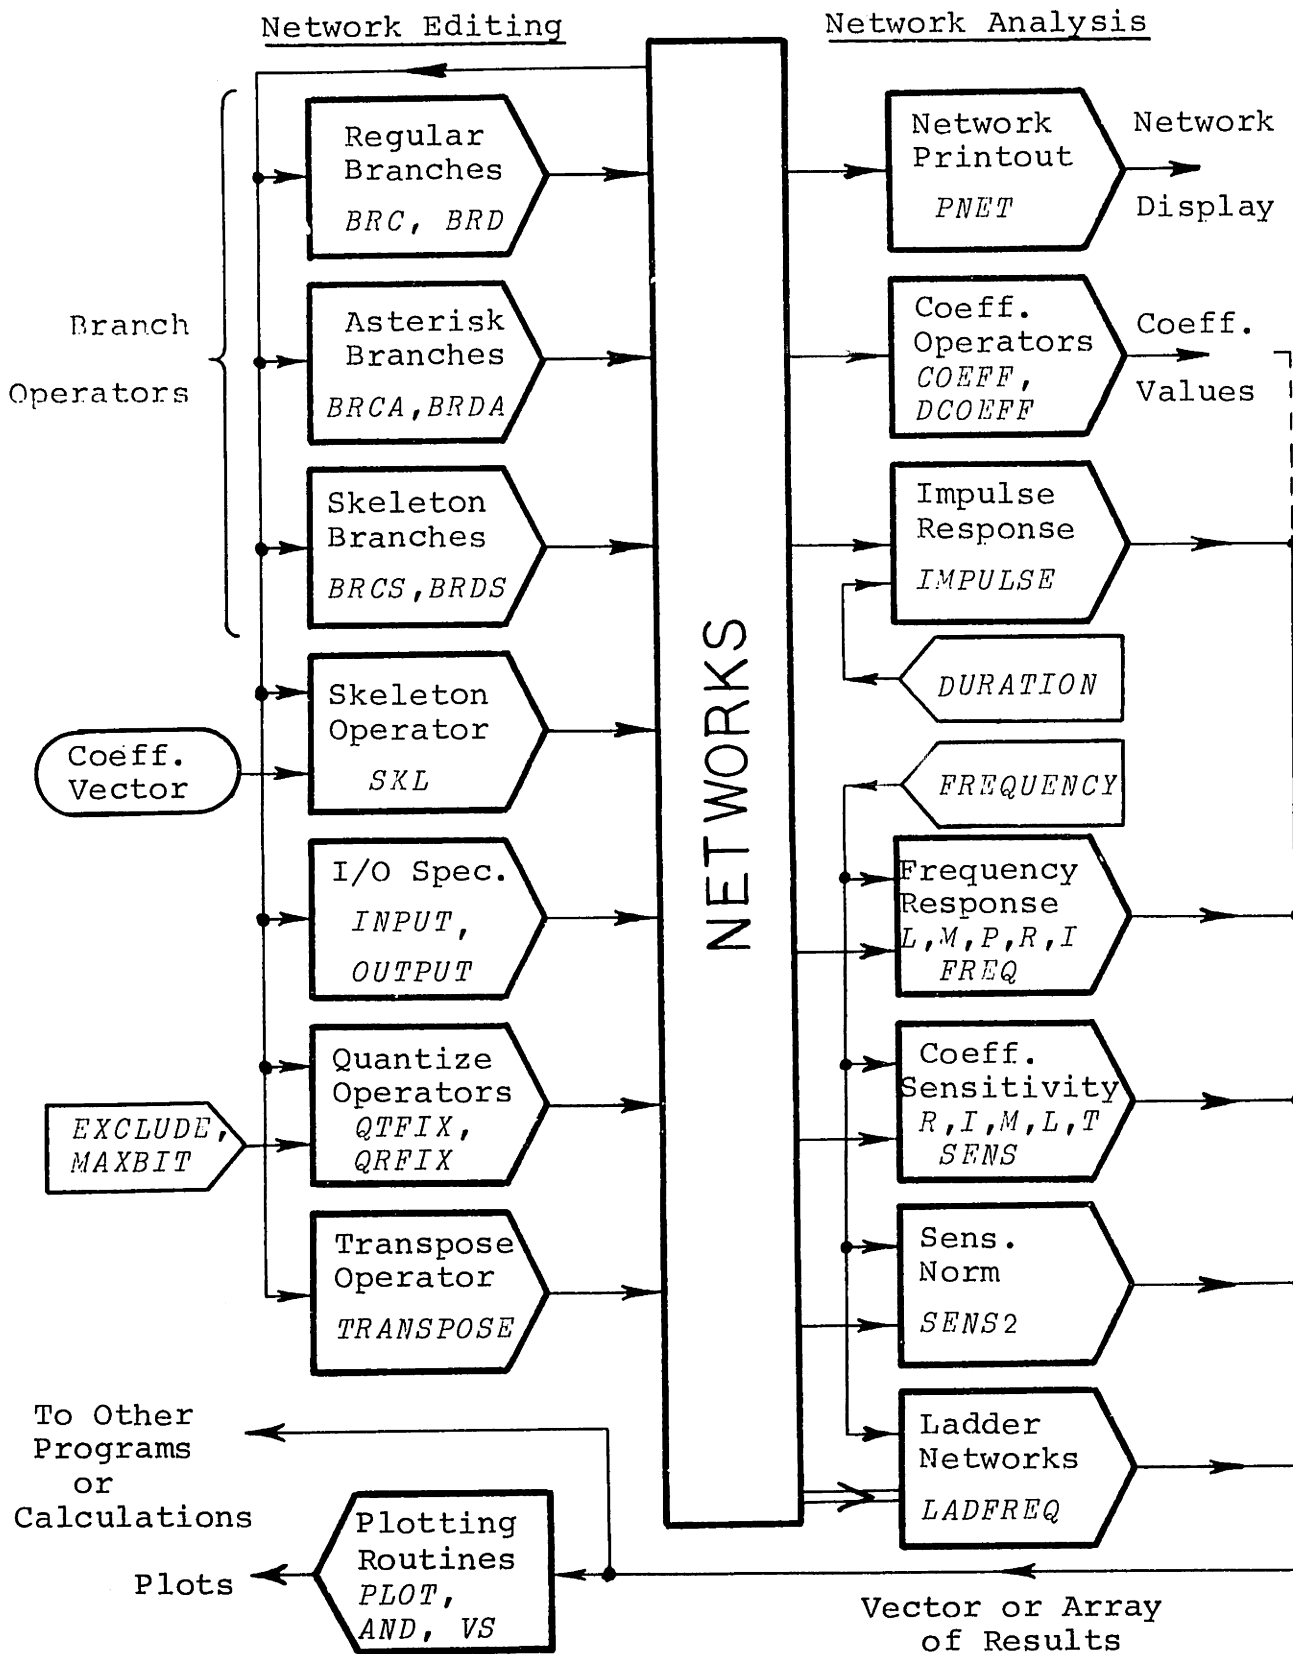 Network Editing
Network Analysis
Branch
Operators
Regular
Branches
BRC, BRD
Asterisk
Branches
BRCA,BRDA
Skeleton
Branches
BRCS,BRDS
Coeff.
Vector
Skeleton
Operator
SKL
I/O Spec.
INPUT,
OUTPUT
EXCLUDE,
MAXBIT
Quantize
Operators
QTFIX,
QRFIX
Transpose
Operator
TRANSPOSE
NETWORKS
Network
Printout
PNET
Network
Display
Coeff.
Operators
COEFF,
DCOEFF
Coeff.
Values
Impulse
Response
IMPULSE
DURATION
FREQUENCY
Frequency
Response
L,M,P,R,I
FREQ
Coeff.
Sensitivity
R,I,M,L,T
SENS
Sens.
Norm
SENS2
Ladder
Networks
LADFREQ
To Other
Programs
or
Calculations
Plots
Plotting
Routines
PLOT,
AND, VS
Vector or Array
of Results